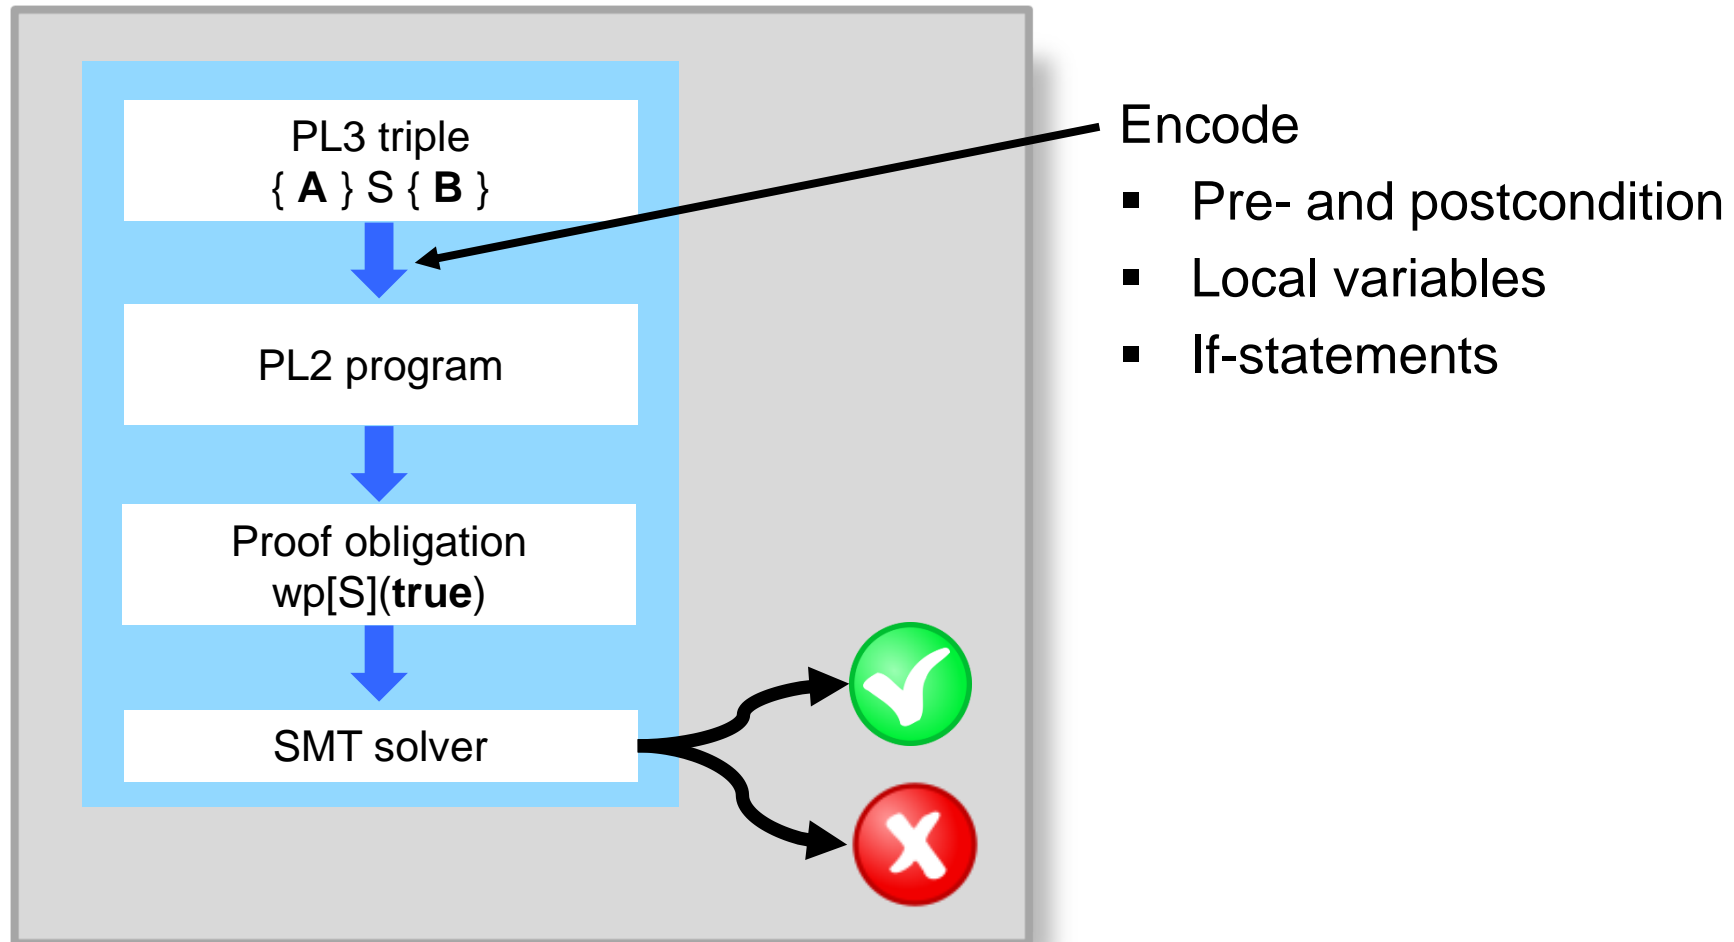 PL3 triple
{ A } S { B }
PL2 program
Proof obligation
wp[S](true)
SMT solver
Encode
▪ Pre- and postcondition
▪ Local variables
▪ If-statements